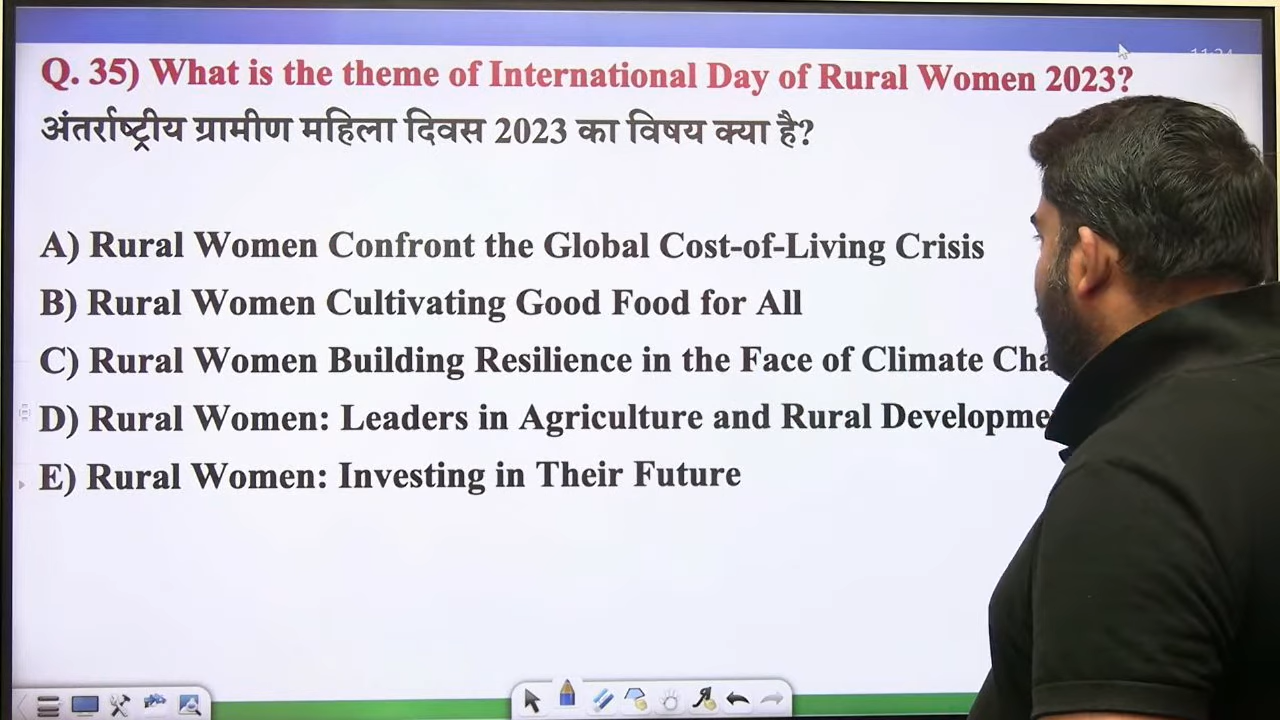 Q. 35) What is the theme of International Day of Rural Women 2023?
अंतर्राष्ट्रीय ग्रामीण महिला दिवस 2023 का विषय क्या है?
A) Rural Women Confront the Global Cost-of-Living Crisis
B) Rural Women Cultivating Good Food for All
C) Rural Women Building Resilience in the Face of Climate
D) Rural Women: Leaders in Agriculture and Rural
E) Rural Women: Investing in Their Future